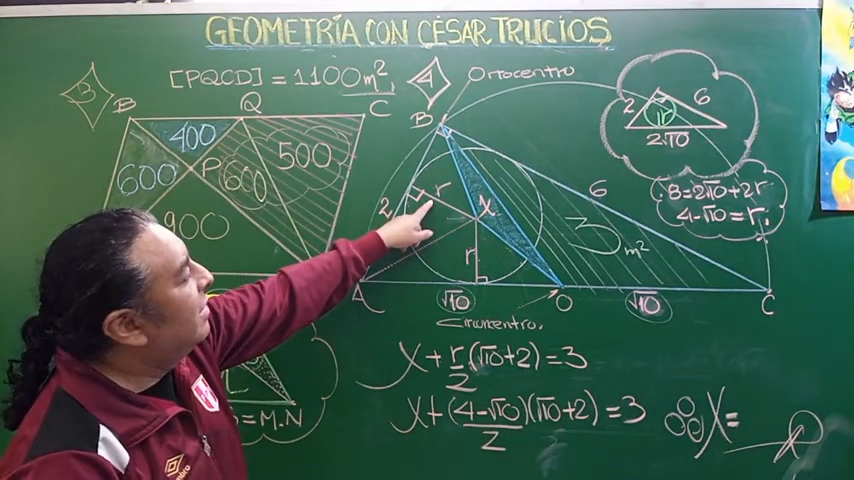 GEOMETRÍA CON CÉSAR TRUCIOS
3
[PQCD] = 1100m²
B Q C
400
600 P 600 500
900
= M.N
4
Ortocentro
B
2 r 6
X
3m²
r
A √10 O √10 C
Circuncentro.
2 6
r
2√10
8=2√10+2r
4-√10=r.
X+r/2(√10+2)=3
X+(4-√10)(√10+2)/2=3
∴ X=